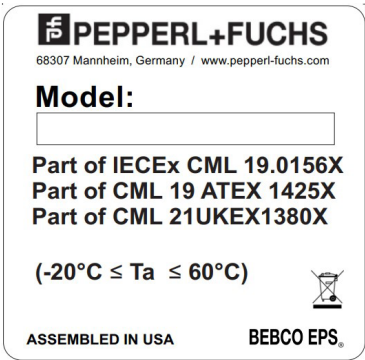 PEPPERL+FUCHS
68307 Mannheim, Germany / www.pepperl-fuchs.com
Model:
Part of IECEx CML 19.0156X
Part of CML 19 ATEX 1425X
Part of CML 21UKEX1380X
(-20°C ≤ Ta ≤ 60°C)
ASSEMBLED IN USA BEBCO EPS®